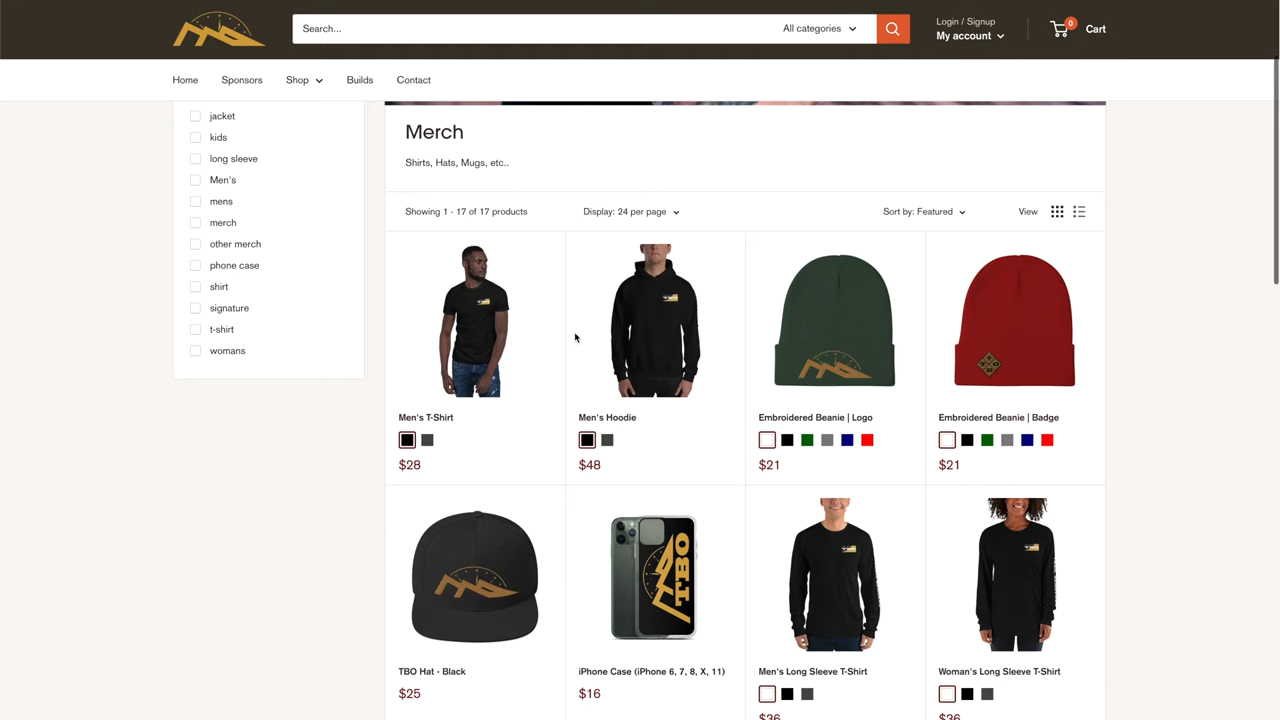 Search...
All categories
Login / Signup
My account
0
Cart
Home
Sponsors
Shop
Builds
Contact
jacket
kids
long sleeve
Men's
mens
merch
other merch
phone case
shirt
signature
t-shirt
womans
Merch
Shirts, Hats, Mugs, etc..
Showing 1 - 17 of 17 products
Display: 24 per page
Sort by: Featured
View
Men's T-Shirt
$28
Men's Hoodie
$48
Embroidered Beanie | Logo
$21
Embroidered Beanie | Badge
$21
TBO Hat - Black
$25
TBO
iPhone Case (iPhone 6, 7, 8, X, 11)
$16
Men's Long Sleeve T-Shirt
$36
Woman's Long Sleeve T-Shirt
$36